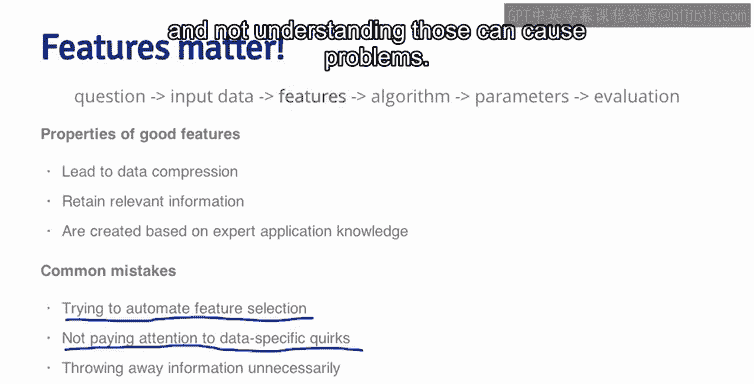 and not understanding those can cause
problems.
Features matter!
question -> input data -> features -> algorithm -> parameters -> evaluation
Properties of good features
· Lead to data compression
· Retain relevant information
· Are created based on expert application knowledge
Common mistakes
· Trying to automate feature selection
· Not paying attention to data-specific quirks
· Throwing away information unnecessarily